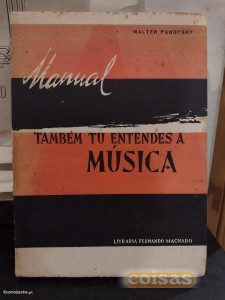 WALTER PANOFSKY
Manual
TAMBÉM TU ENTENDES A
MÚSICA
LIVRARIA FERNANDO MACHADO
coisas